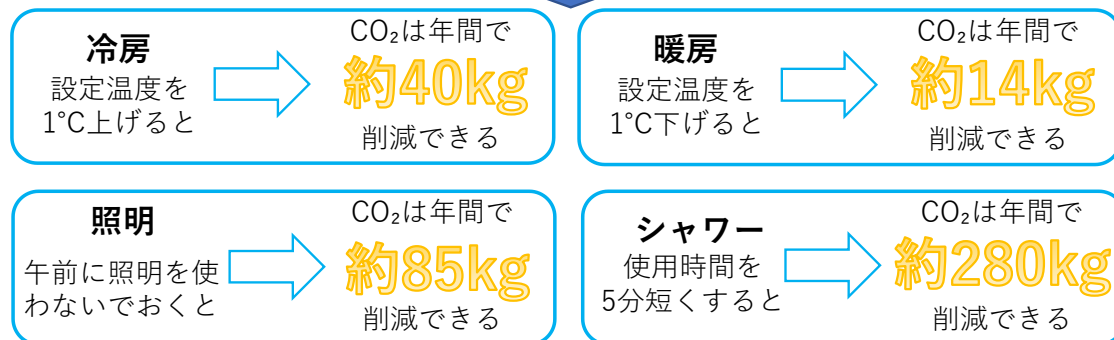 冷房
設定温度を
1°C上げると
CO₂は年間で
約40kg
削減できる
暖房
設定温度を
1°C下げると
CO₂は年間で
約14kg
削減できる
照明
午前に照明を使
わないでおくと
CO₂は年間で
約85kg
削減できる
シャワー
使用時間を
5分短くすると
CO₂は年間で
約280kg
削減できる